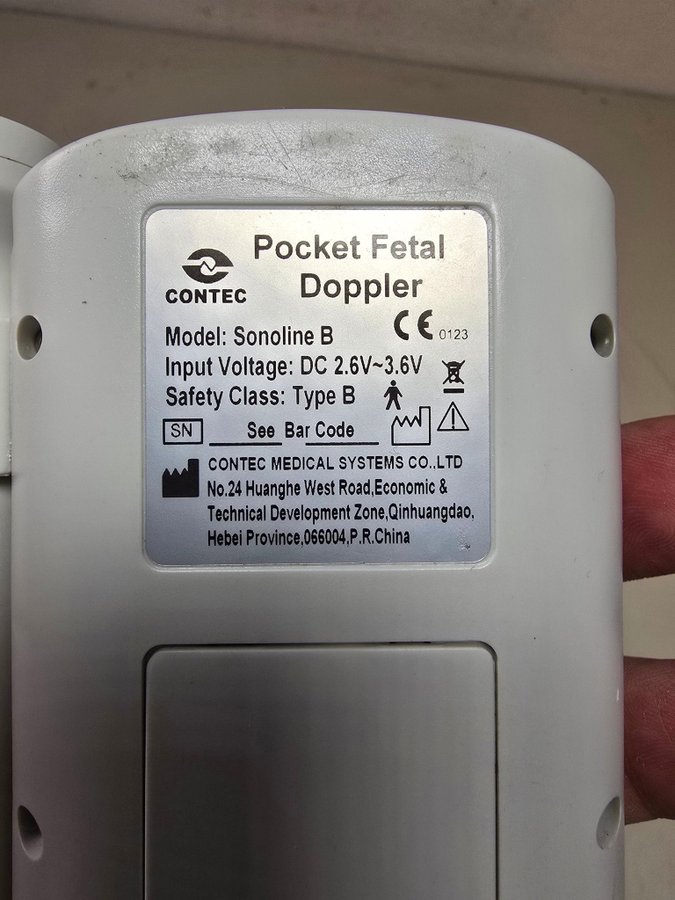 Pocket Fetal
Doppler
CONTEC
Model: Sonoline B
CE 0123
Input Voltage: DC 2.6V~3.6V
Safety Class: Type B
SN See Bar Code
CONTEC MEDICAL SYSTEMS CO.,LTD
No.24 Huanghe West Road,Economic &
Technical Development Zone,Qinhuangdao,
Hebei Province,066004,P.R.China